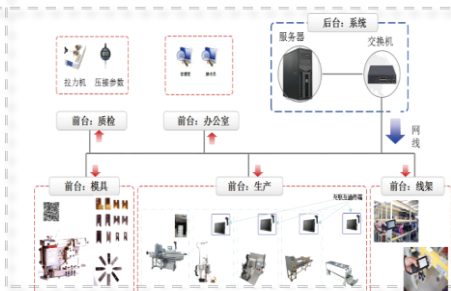 后台：系统
服务器
交换机
拉力机
压接参数
前台：质检
前台：办公室
网线
前台：模具
前台：生产
前台：线架